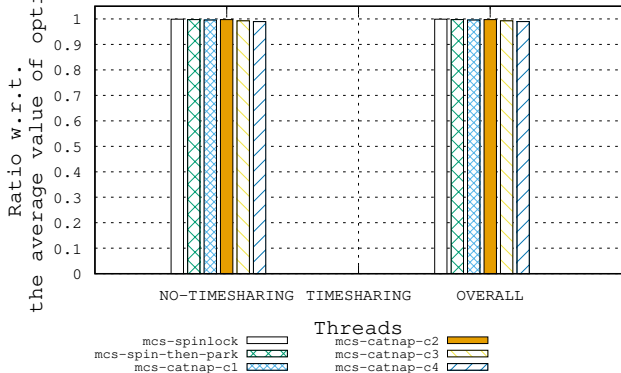 Ratio w.r.t.
the average value of
1
0.9
0.8
0.7
0.6
0.5
0.4
0.3
0.2
0.1
0
NO-TIMESHARING TIMESHARING OVERALL
Threads
mcs-spinlock
mcs-spin-then-park
mcs-catnap-c1
mcs-catnap-c2
mcs-catnap-c3
mcs-catnap-c4